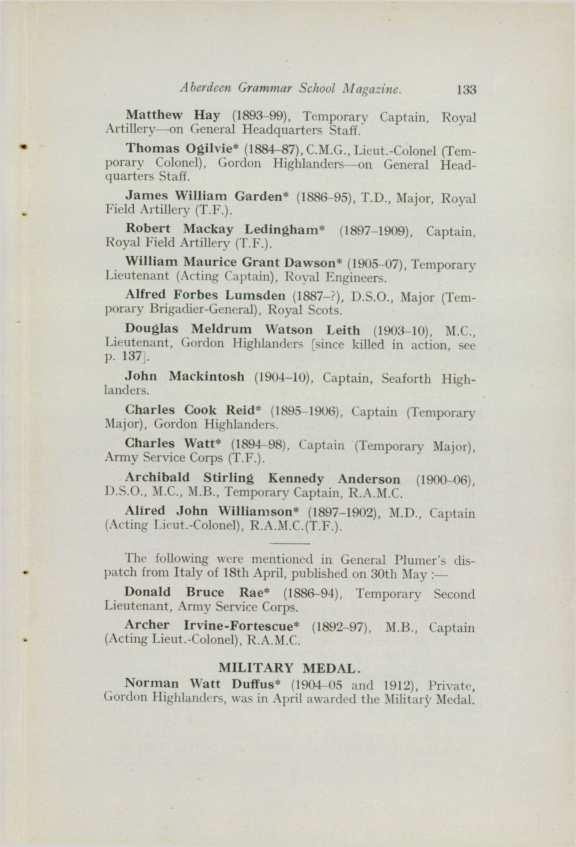 Aberdeen Grammar School Magazine. 133
Matthew Hay (1893–99), Temporary Captain, Royal
Artillery—on General Headquarters Staff.
Thomas Ogilvie* (1884–87), C.M.G., Lieut.-Colonel (Tem-
porary Colonel), Gordon Highlanders—on General Head-
quarters Staff.
James William Garden* (1886–95), T.D., Major, Royal
Field Artillery (T.F.).
Robert Mackay Ledingham* (1897–1909), Captain,
Royal Field Artillery (T.F.).
William Maurice Grant Dawson* (1905–07), Temporary
Lieutenant (Acting Captain), Royal Engineers.
Alfred Forbes Lumsden (1887–?), D.S.O., Major (Tem-
porary Brigadier-General), Royal Scots.
Douglas Meldrum Watson Leith (1903–10), M.C.,
Lieutenant, Gordon Highlanders [since killed in action, see
p. 137].
John Mackintosh (1904–10), Captain, Seaforth High-
landers.
Charles Cook Reid* (1895–1906), Captain (Temporary
Major), Gordon Highlanders.
Charles Watt* (1894–98), Captain (Temporary Major),
Army Service Corps (T.F.).
Archibald Stirling Kennedy Anderson (1900–06),
D.S.O., M.C., M.B., Temporary Captain, R.A.M.C.
Alfred John Williamson* (1897–1902), M.D., Captain
(Acting Lieut.-Colonel), R.A.M.C.(T.F.).
The following were mentioned in General Plumer's dis-
patch from Italy of 18th April, published on 30th May :—
Donald Bruce Rae* (1886–94), Temporary Second
Lieutenant, Army Service Corps.
Archer Irvine-Fortescue* (1892–97), M.B., Captain
(Acting Lieut.-Colonel), R.A.M.C.
MILITARY MEDAL.
Norman Watt Duffus* (1904–05 and 1912), Private,
Gordon Highlanders, was in April awarded the Military Medal.